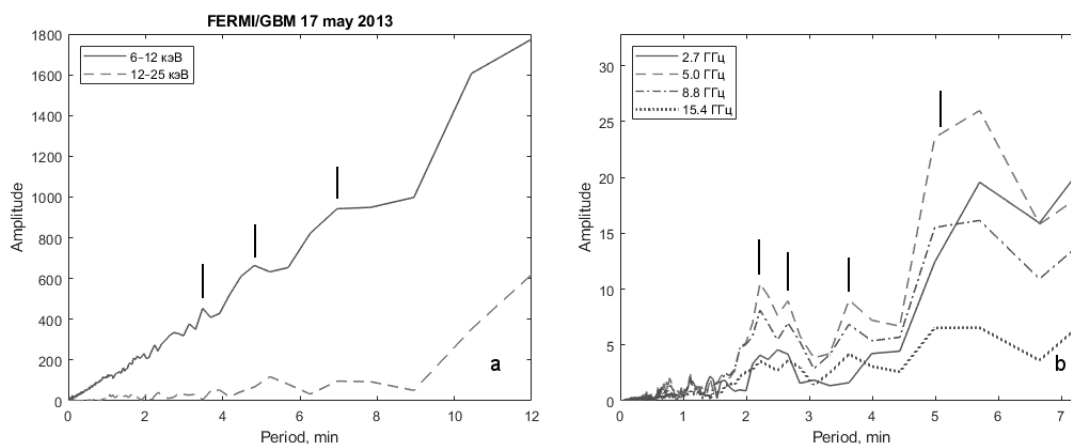 FERMI/GBM 17 may 2013
1800
1600
1400
1200
1000
800
600
400
200
0
Amplitude
6–12 кэВ
12–25 кэВ
a
0 2 4 6 8 10 12
Period, min
30
25
20
15
10
5
0
Amplitude
2.7 ГГц
5.0 ГГц
8.8 ГГц
15.4 ГГц
b
0 1 2 3 4 5 6 7
Period, min